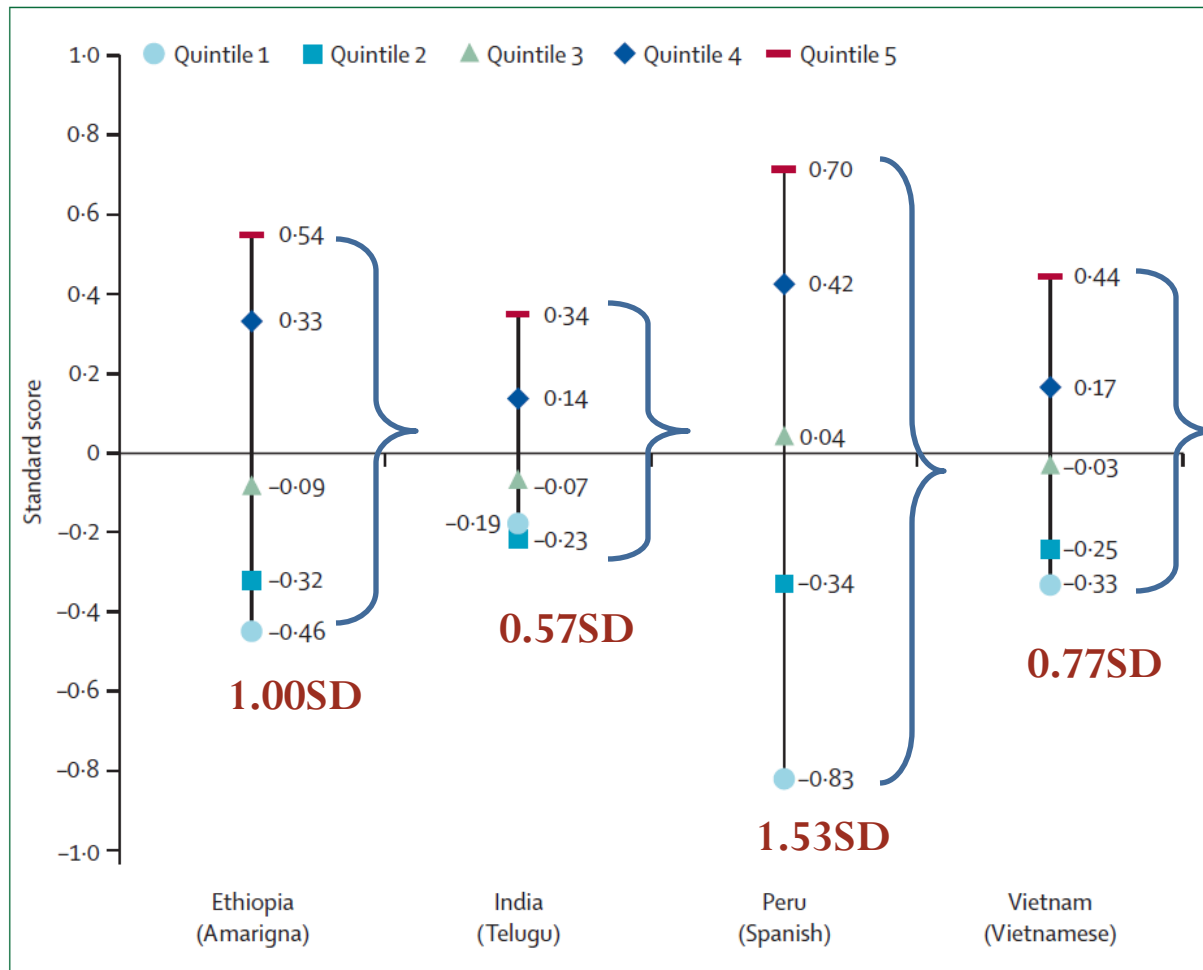 Quintile 1 Quintile 2 Quintile 3 Quintile 4 Quintile 5
Standard score
1·0
0·8
0·6
0·4
0·2
0
–0·2
–0·4
–0·6
–0·8
–1·0
0·54
0·33
–0·09
–0·32
–0·46
1.00SD
0·34
0·14
–0·07
–0·19
–0·23
0.57SD
0·70
0·42
0·04
–0·34
–0·83
1.53SD
0·44
0·17
–0·03
–0·25
–0·33
0.77SD
Ethiopia
(Amarigna)
India
(Telugu)
Peru
(Spanish)
Vietnam
(Vietnamese)